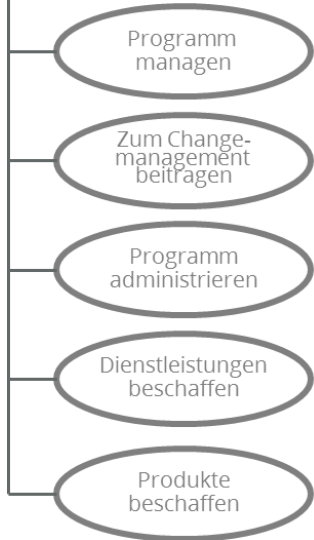 Programm
managen
Zum Change-
management
beitragen
Programm
administrieren
Dienstleistungen
beschaffen
Produkte
beschaffen